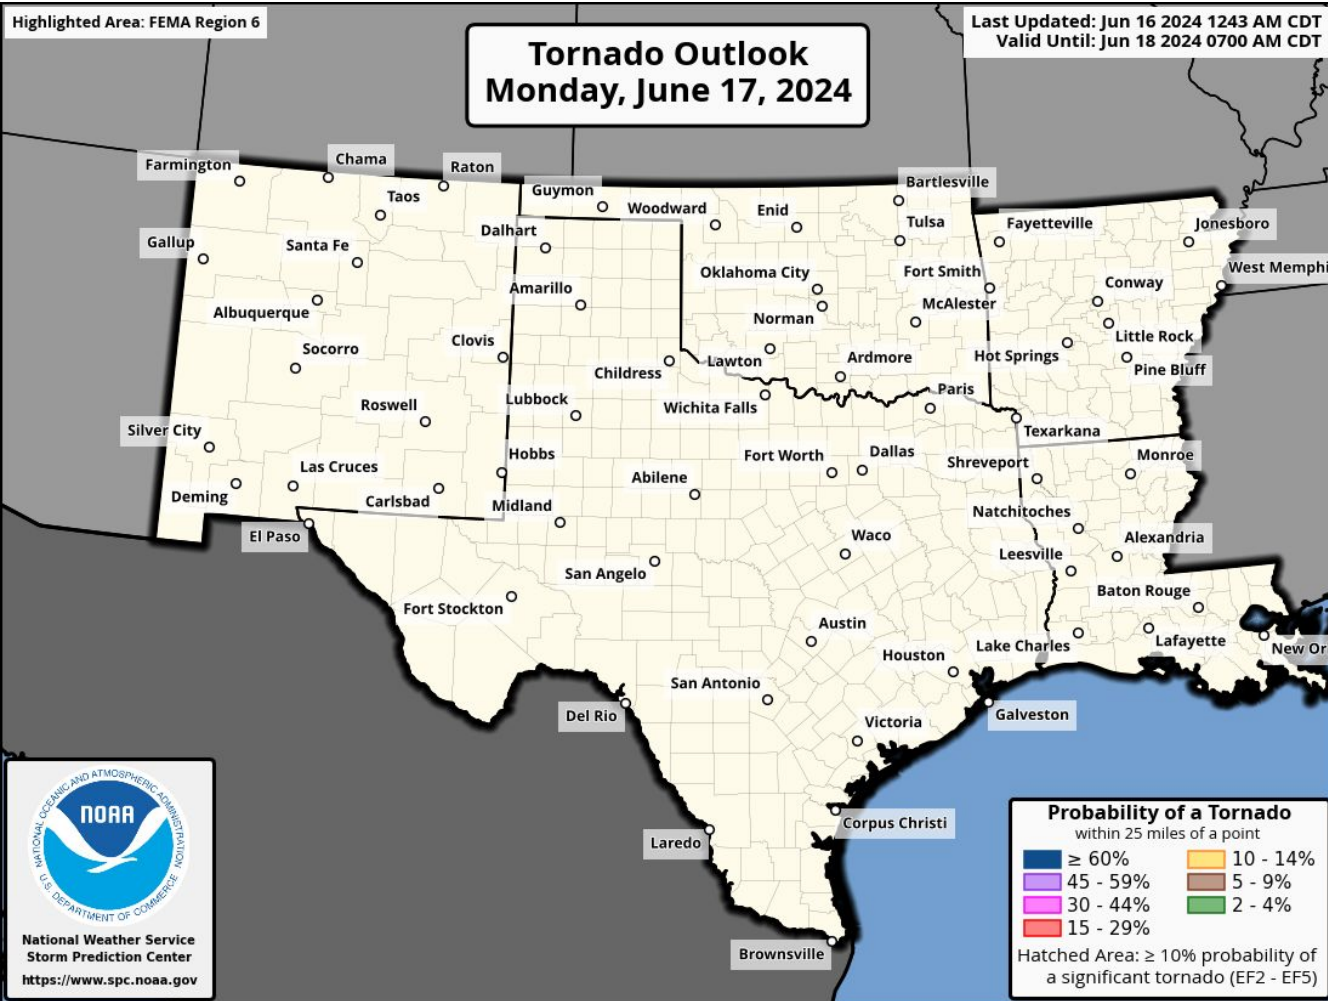 Highlighted Area: FEMA Region 6
Last Updated: Jun 16 2024 1243 AM CDT
Valid Until: Jun 18 2024 0700 AM CDT
Tornado Outlook
Monday, June 17, 2024
Farmington
Chama
Raton
Taos
Guymon
Woodward
Enid
Bartlesville
Tulsa
Fayetteville
Jonesboro
Gallup
Santa Fe
Dalhart
Oklahoma City
Fort Smith
West Memphi
Conway
Amarillo
McAlester
Albuquerque
Norman
Little Rock
Socorro
Clovis
Childress
Lawton
Ardmore
Hot Springs
Pine Bluff
Roswell
Lubbock
Wichita Falls
Paris
Texarkana
Silver City
Las Cruces
Hobbs
Abilene
Fort Worth
Dallas
Shreveport
Monroe
Deming
Carlsbad
Midland
Natchitoches
El Paso
Waco
Leesville
Alexandria
San Angelo
Baton Rouge
Fort Stockton
Austin
Houston
Lake Charles
Lafayette
New Or
San Antonio
Del Rio
Victoria
Galveston
Corpus Christi
Laredo
Brownsville
NATIONAL OCEANIC AND ATMOSPHERIC ADMINISTRATION
NOAA
U.S. DEPARTMENT OF COMMERCE
National Weather Service
Storm Prediction Center
https://www.spc.noaa.gov
Probability of a Tornado
within 25 miles of a point
≥ 60%
45 - 59%
30 - 44%
15 - 29%
10 - 14%
5 - 9%
2 - 4%
Hatched Area: ≥ 10% probability of
a significant tornado (EF2 - EF5)